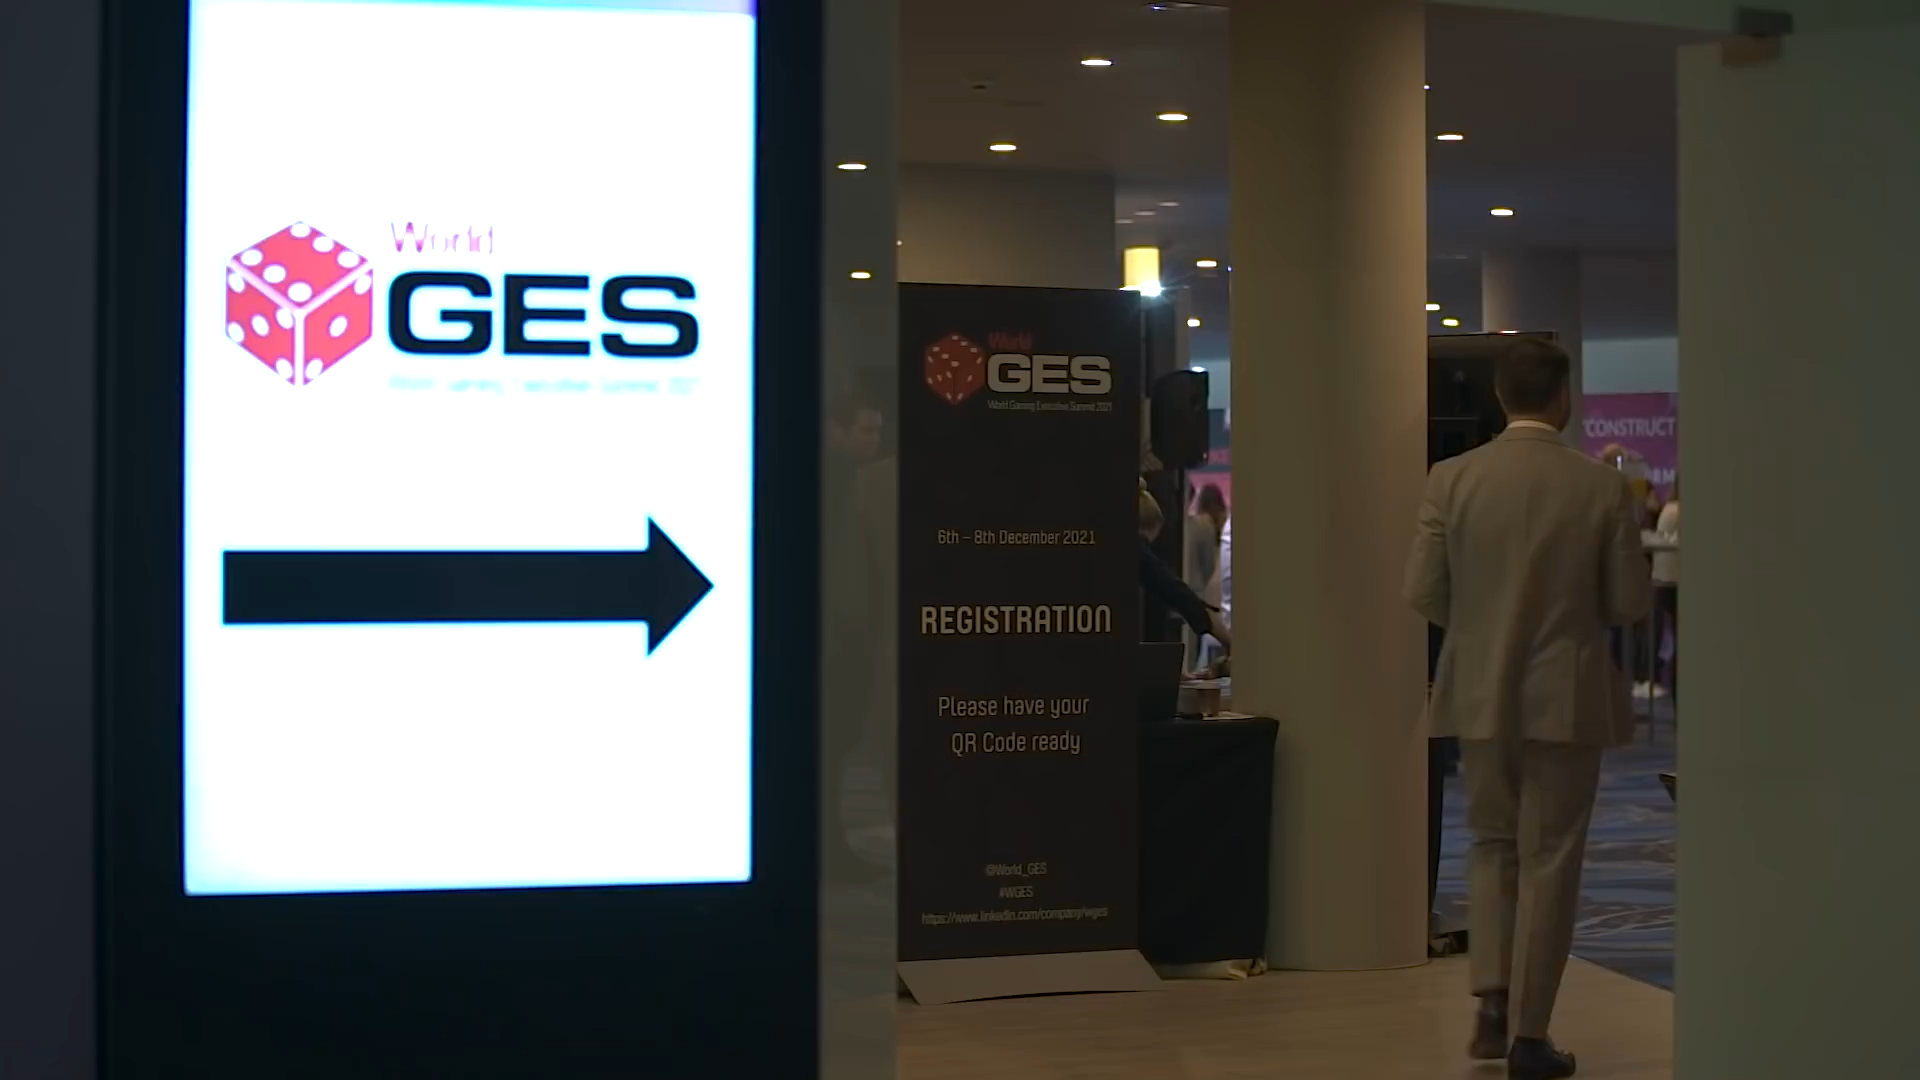 World
GES
World
GES
World Gaming Executive Summit 2021
6th – 8th December 2021
REGISTRATION
Please have your
QR Code ready
@World_GES
#WGES
https://www.linkedin.com/company/wges
CONSTRUCT